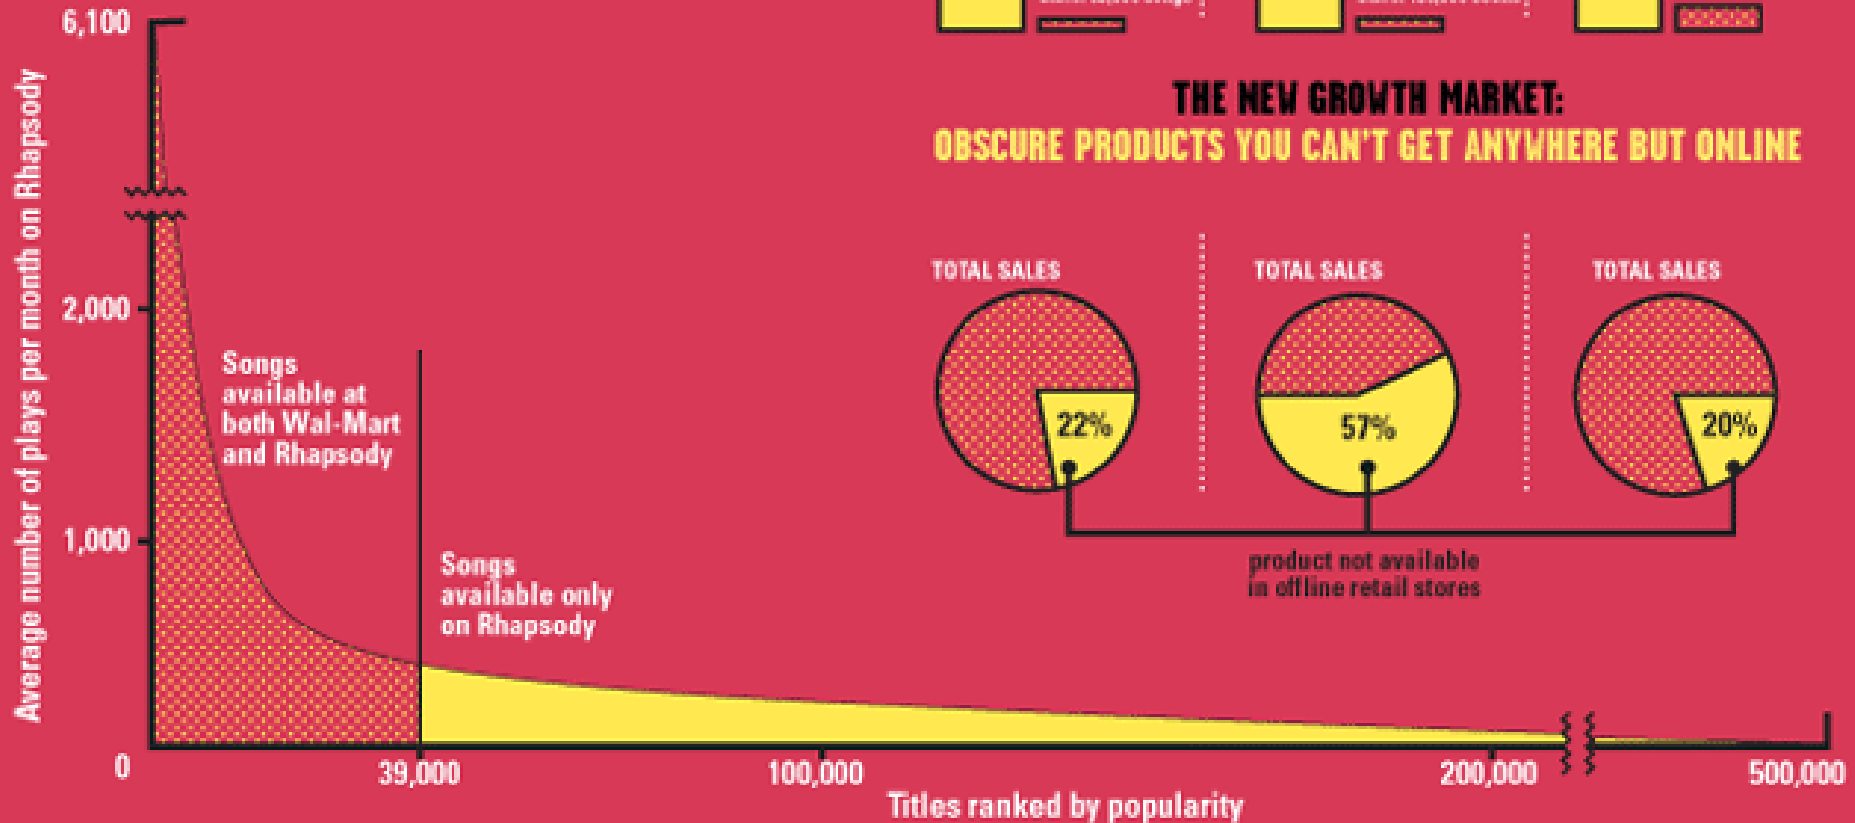 6,100
2,000
1,000
0
Average number of plays per month on Rhapsody
Songs
available at
both Wal-Mart
and Rhapsody
Songs
available only
on Rhapsody
39,000
100,000
200,000
500,000
Titles ranked by popularity
THE NEW GROWTH MARKET:
OBSCURE PRODUCTS YOU CAN'T GET ANYWHERE BUT ONLINE
TOTAL SALES
TOTAL SALES
TOTAL SALES
22%
57%
20%
product not available
in offline retail stores